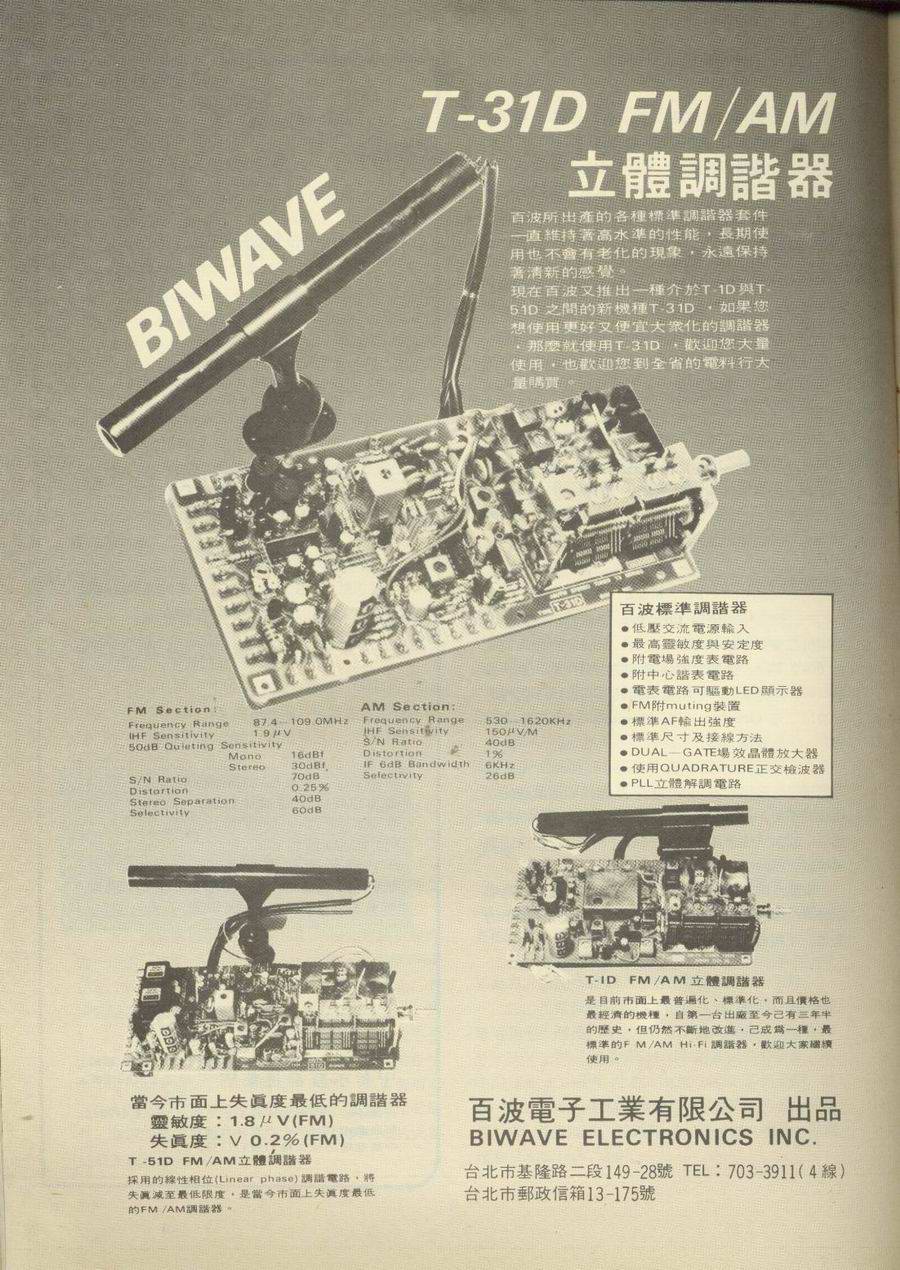 T-31D FM/AM
立體調諧器
BIWAVE
百波所出產的各種標準調諧器套件
一直維持著高水準的性能，長期使
用也不會有老化的現象，永遠保持
著清新的感覺。
現在百波又推出一種介於T-1D與T-
51D 之間的新機種T-31D ，如果您
想使用更好又便宜大衆化的調諧器
，那麼就使用T-31D ，歡迎您大量
使用，也歡迎您到全省的電料行大
量購買。
T-31D
百波標準調諧器
●低壓交流電源輸入
●最高靈敏度與安定度
●附電場強度表電路
●附中心諧表電路
●電表電路可驅動LED顯示器
●FM附muting裝置
●標準AF輸出強度
●標準尺寸及接線方法
●DUAL—GATE場效晶體放大器
●使用QUADRATURE正交檢波器
●PLL立體解調電路
FM Section:
Frequency Range 87.4—109.0MHz
IHF Sensitivity 1.9μV
50dB Quieting Sensitivity
Mono 16dBf
Stereo 30dBf
S/N Ratio 70dB
Distortion 0.25%
Stereo Separation 40dB
Selectivity 60dB
AM Section:
Frequency Range 530—1620KHz
IHF Sensitivity 150μV/M
S/N Ratio 40dB
Distortion 1%
IF 6dB Bandwidth 6KHz
Selectivity 26dB
T-ID FM/AM立體調諧器
是目前市面上最普遍化、標準化，而且價格也
最經濟的機種，自第一台出廠至今己有三年半
的歷史，但仍然不斷地改進，己成爲一種，最
標準的F M/AM Hi-Fi調諧器，歡迎大家繼續
使用。
當今市面上失眞度最低的調諧器
靈敏度：1.8μV(FM)
失眞度：V 0.2%(FM)
T -51D FM/AM立體調諧器
採用的線性相位(Linear phase)調諧電路，將
失眞減至最低限度，是當今市面上失眞度最低
的FM /AM調諧器。
百波電子工業有限公司 出品
BIWAVE ELECTRONICS INC.
台北市基隆路二段149-28號 TEL：703-3911(4線)
台北市郵政信箱13-175號